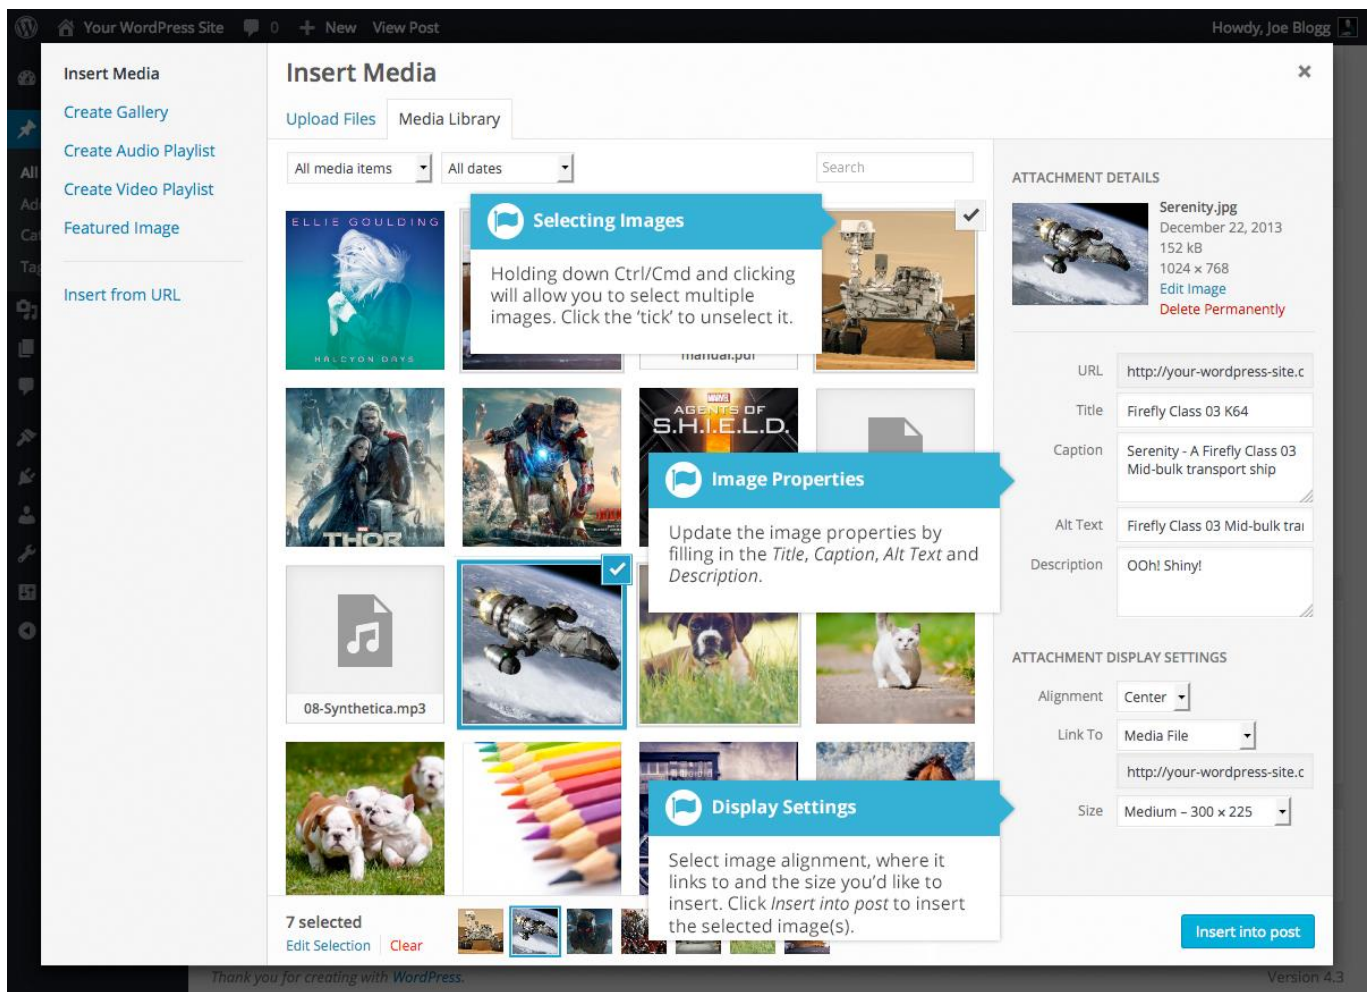 Your WordPress Site
0
New
View Post
Howdy, Joe Blogg
Insert Media
Create Gallery
Create Audio Playlist
Create Video Playlist
Featured Image
Insert from URL
All
Insert Media
Upload Files
Media Library
All media items
All dates
Search
ELLIE GOULDING
HALCYON DAYS
Selecting Images
Holding down Ctrl/Cmd and clicking
will allow you to select multiple
images. Click the ‘tick’ to unselect it.
manual.pdf
MARVEL
THOR
MARVEL
AGENTS OF
S.H.I.E.L.D.
Image Properties
Update the image properties by
filling in the Title, Caption, Alt Text and
Description.
08-Synthetica.mp3
Display Settings
Select image alignment, where it
links to and the size you’d like to
insert. Click Insert into post to insert
the selected image(s).
7 selected
Edit Selection
Clear
ATTACHMENT DETAILS
Serenity.jpg
December 22, 2013
152 kB
1024 × 768
Edit Image
Delete Permanently
URL
http://your-wordpress-site.c
Title
Firefly Class 03 K64
Caption
Serenity - A Firefly Class 03
Mid-bulk transport ship
Alt Text
Firefly Class 03 Mid-bulk tra
Description
OOh! Shiny!
ATTACHMENT DISPLAY SETTINGS
Alignment
Center
Link To
Media File
http://your-wordpress-site.c
Size
Medium – 300 × 225
Insert into post
Thank you for creating with WordPress.
Version 4.3